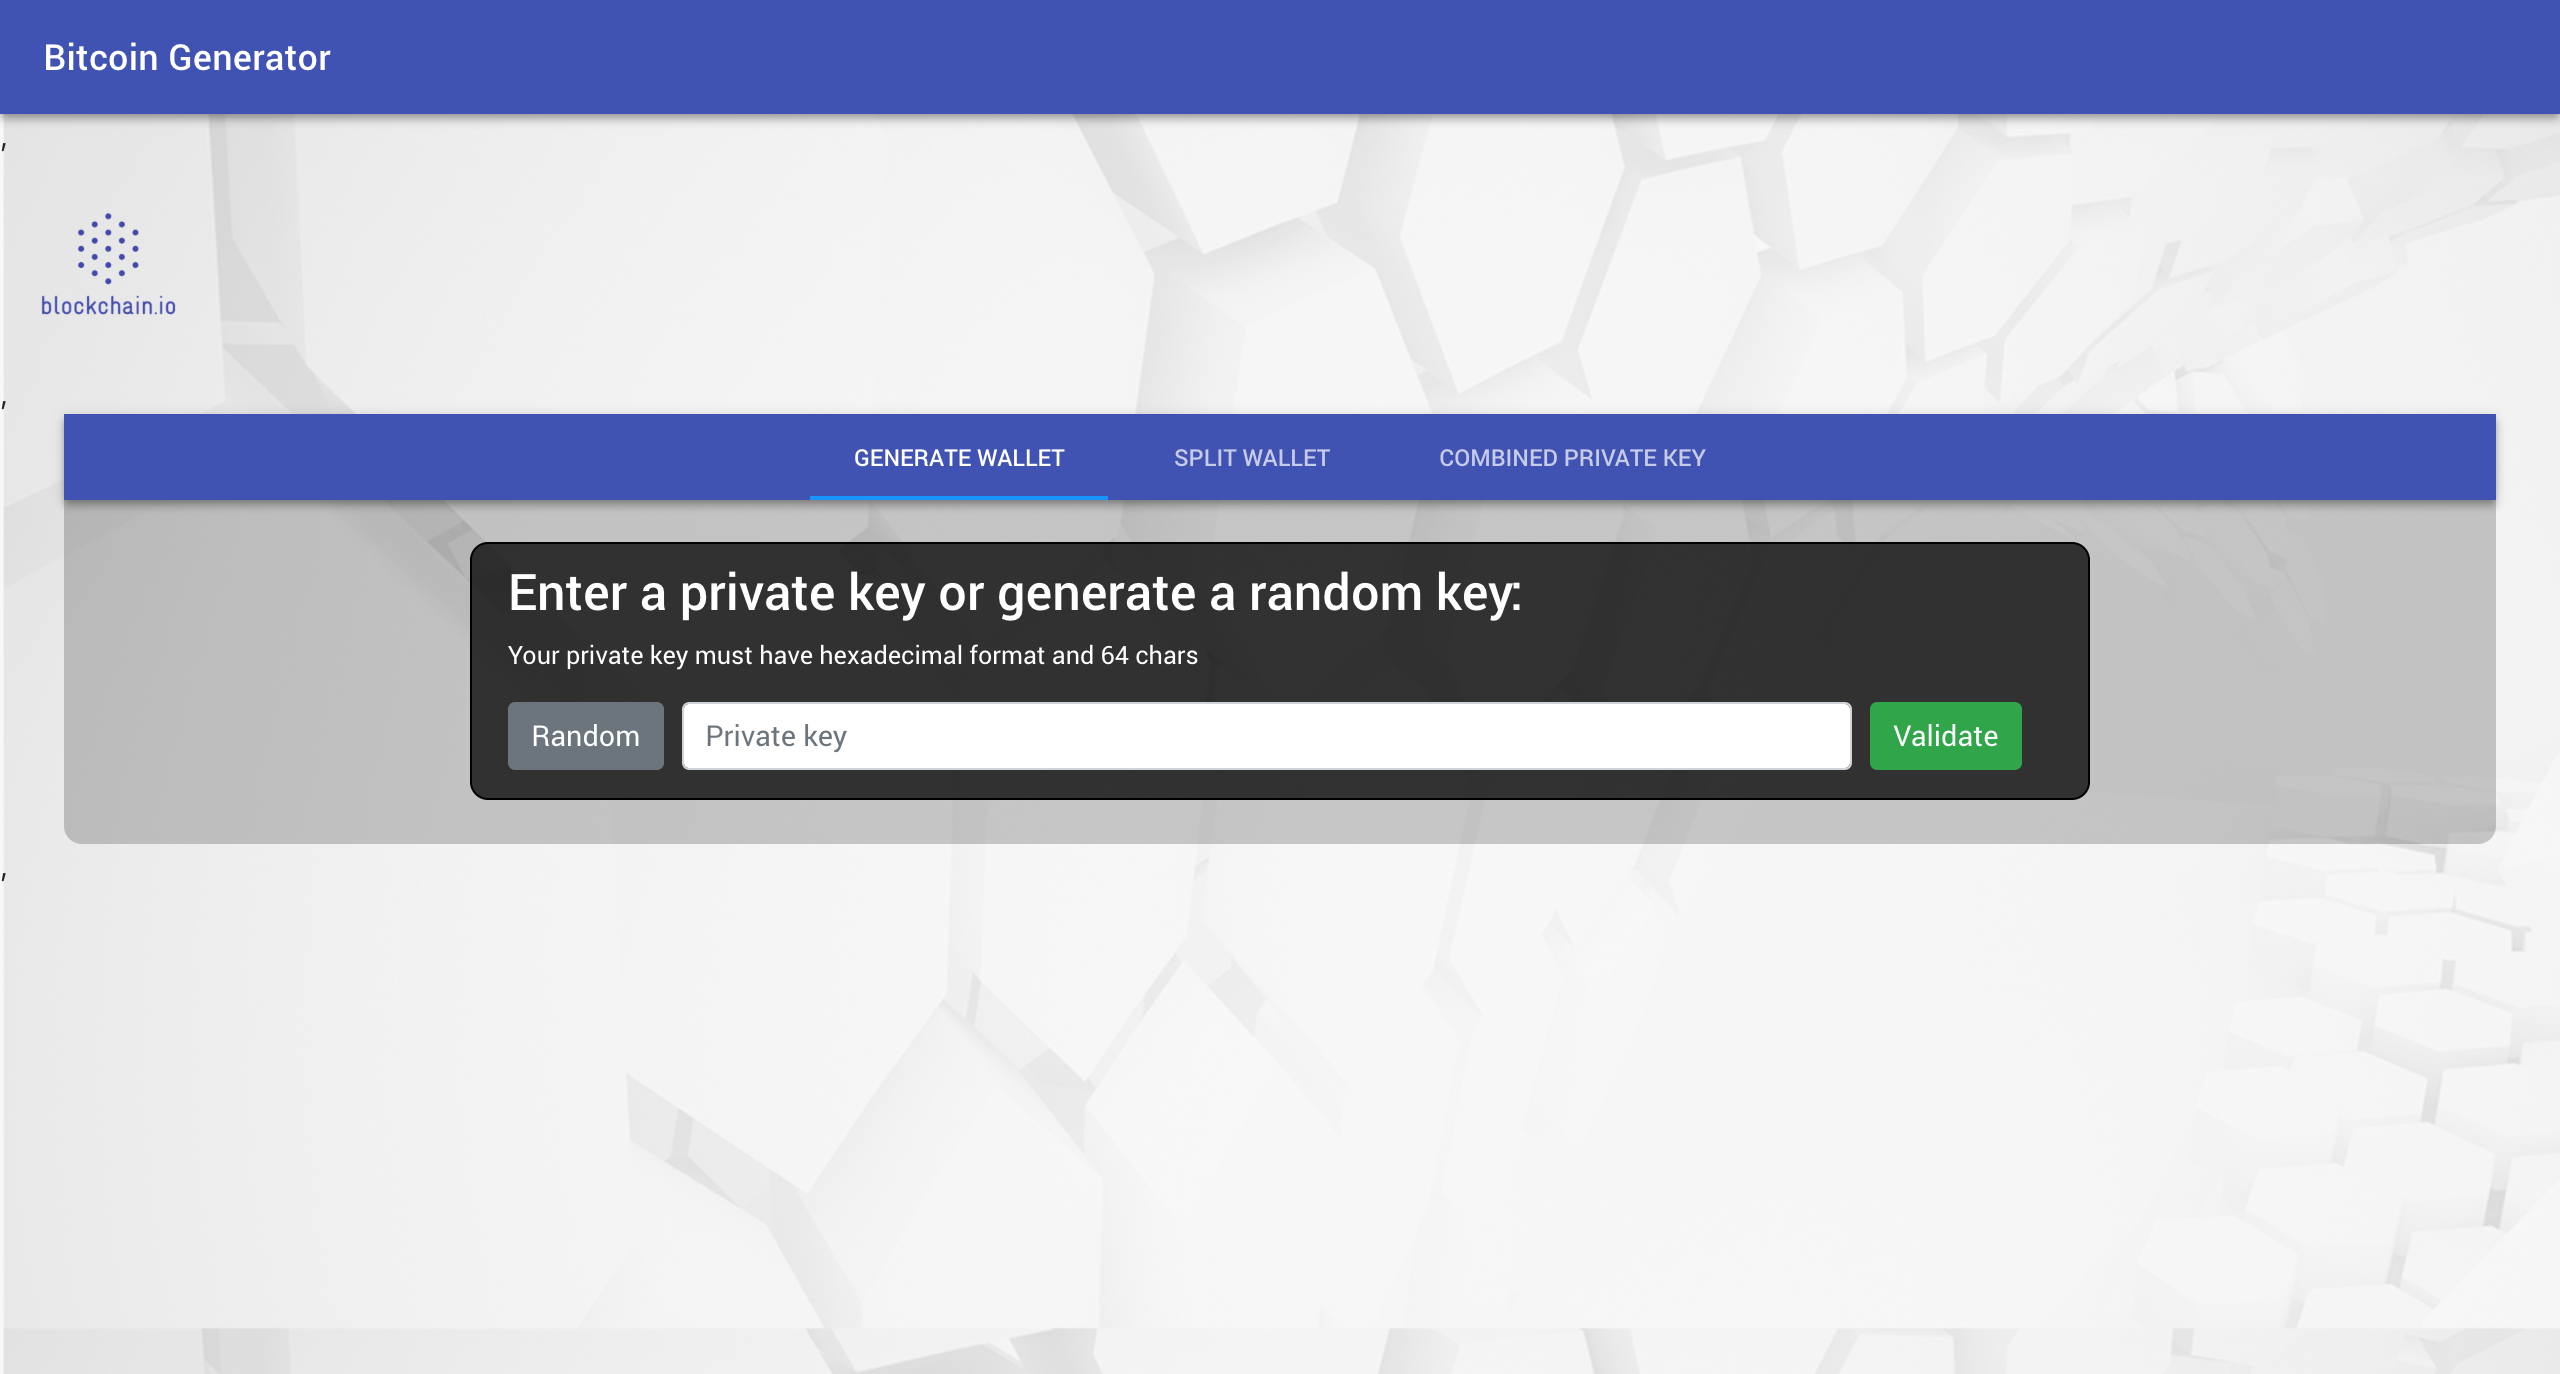 Bitcoin Generator
,
blockchain.io
,
GENERATE WALLET SPLIT WALLET COMBINED PRIVATE KEY
Enter a private key or generate a random key:
Your private key must have hexadecimal format and 64 chars
Random Private key Validate
,